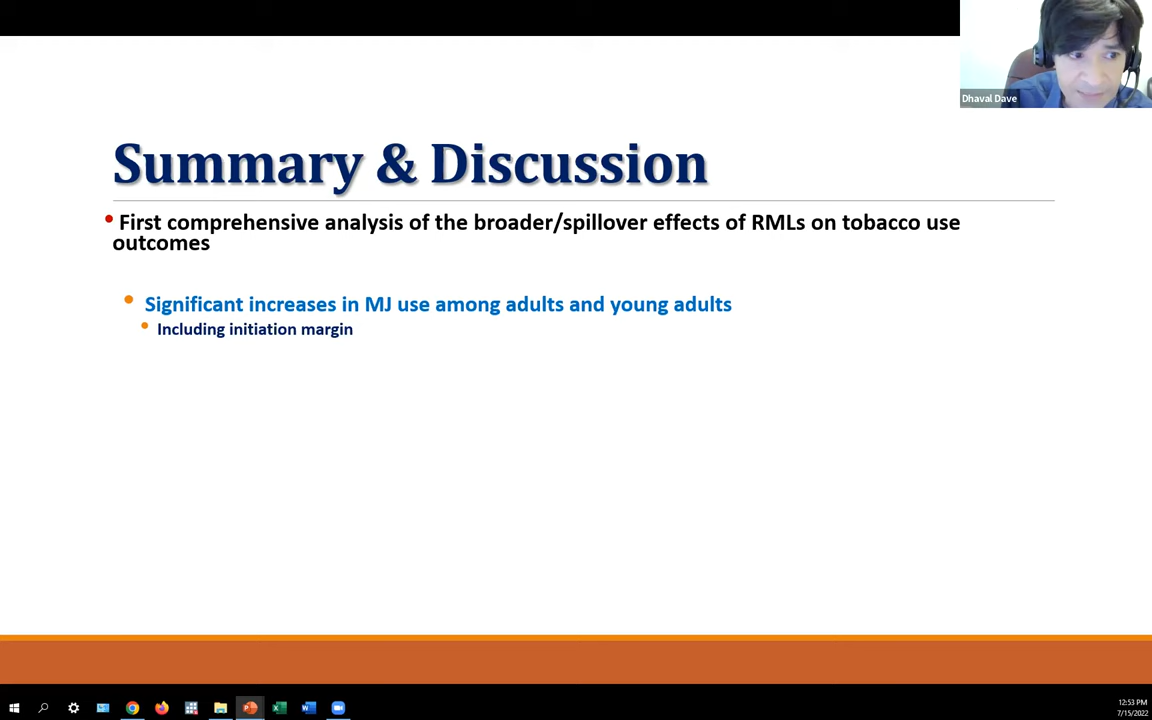 Dhaval Dave
Summary & Discussion
• First comprehensive analysis of the broader/spillover effects of RMLs on tobacco use
outcomes
• Significant increases in MJ use among adults and young adults
• Including initiation margin
12:53 PM
7/15/2022